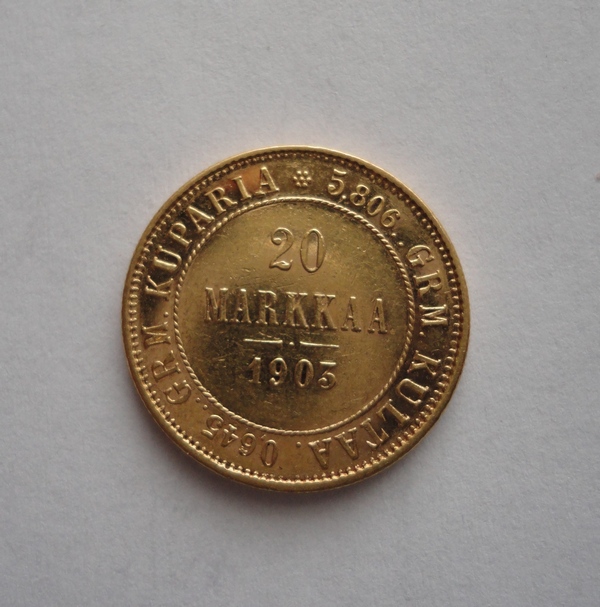 20
MARKKAA
1903
✽ 5,806..GRM KULTAA. 0,645..GRM. KUPARIA